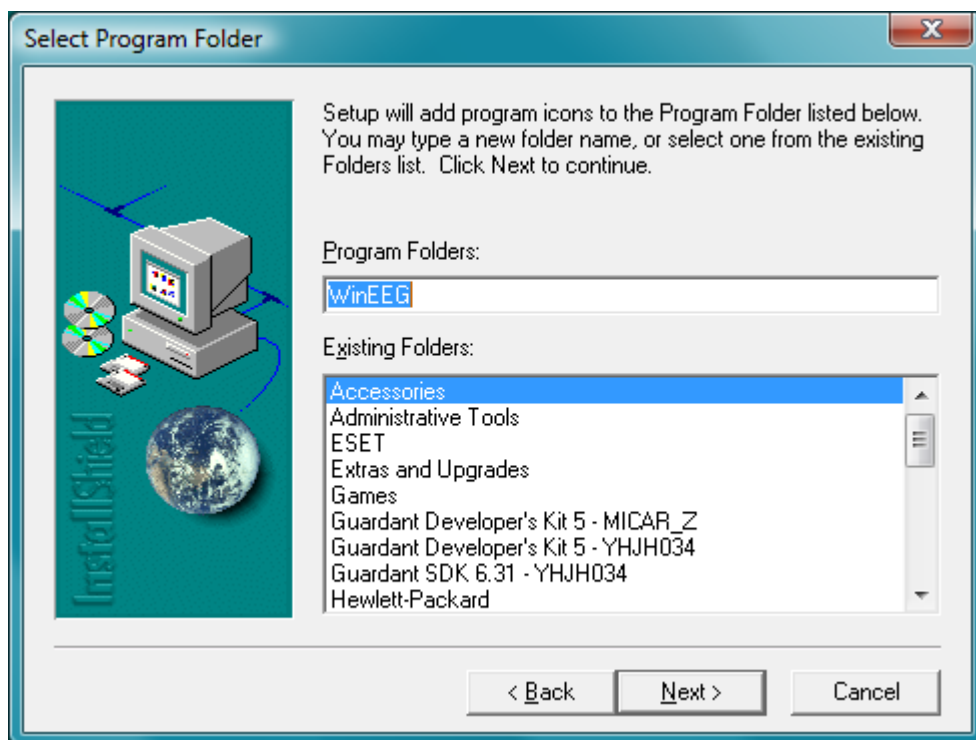 Select Program Folder
Setup will add program icons to the Program Folder listed below.
You may type a new folder name, or select one from the existing
Folders list.  Click Next to continue.
Program Folders:
WinEEG
Existing Folders:
Accessories
Administrative Tools
ESET
Extras and Upgrades
Games
Guardant Developer's Kit 5 - MICAR_Z
Guardant Developer's Kit 5 - YHJH034
Guardant SDK 6.31 - YHJH034
Hewlett-Packard
InstallShield
< Back
Next >
Cancel